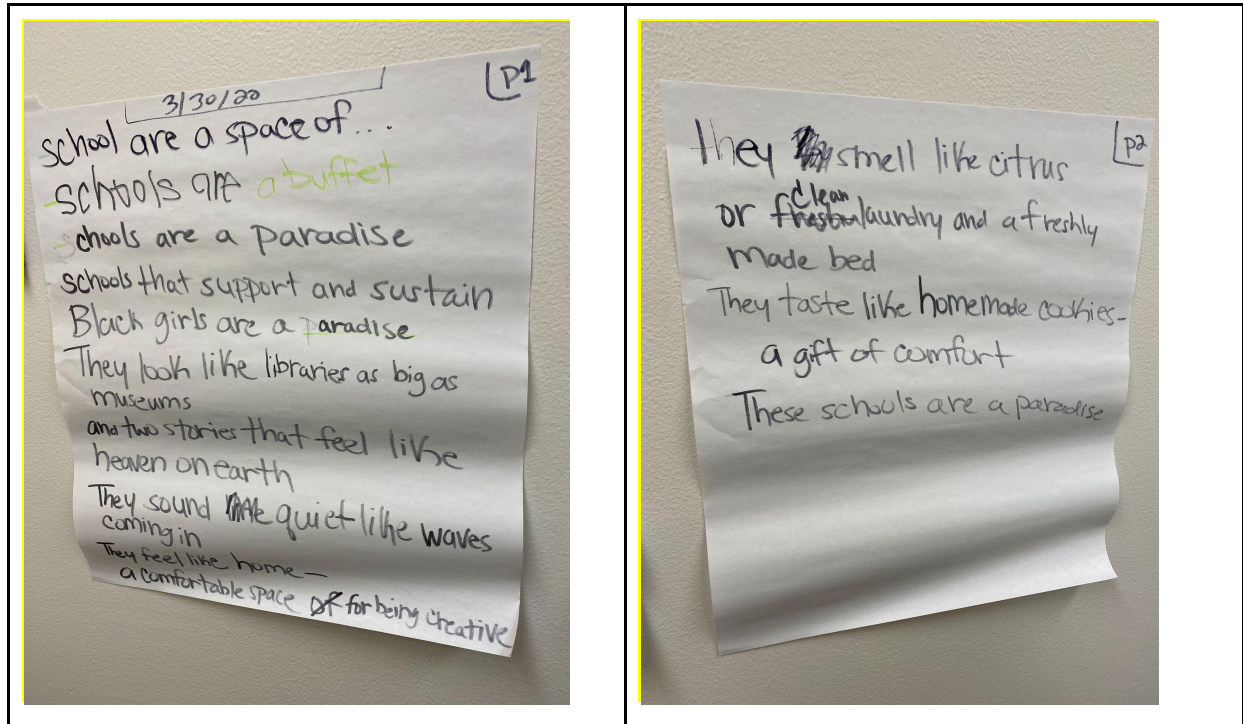 3/30/20
P1
school are a space of...
schools are a buffet
schools are a paradise
schools that support and sustain
Black girls are a paradise
They look like libraries as big as
museums
and two stories that feel like
heaven on earth
They sound quiet like waves
coming in
They feel like home—
a comfortable space of for being creative
P2
They smell like citrus
Clean
or laundry and a freshly
made bed
They taste like homemade cookies-
a gift of comfort
These schools are a paradise